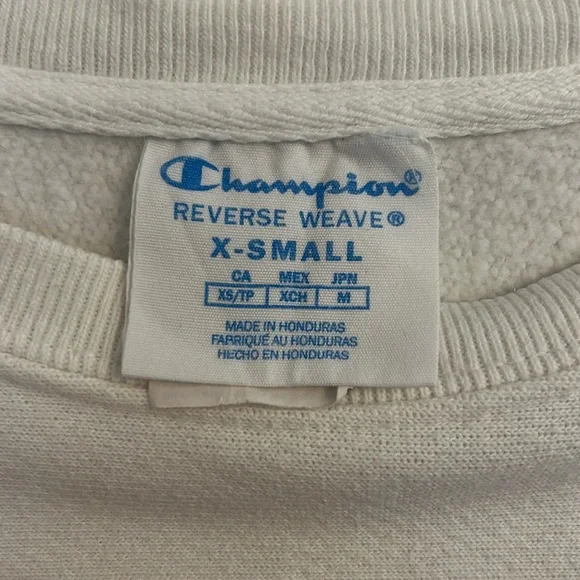 Champion®
REVERSE WEAVE®
X-SMALL
CA MEX JPN
XS/TP XCH M
MADE IN HONDURAS
FABRIQUÉ AU HONDURAS
HECHO EN HONDURAS